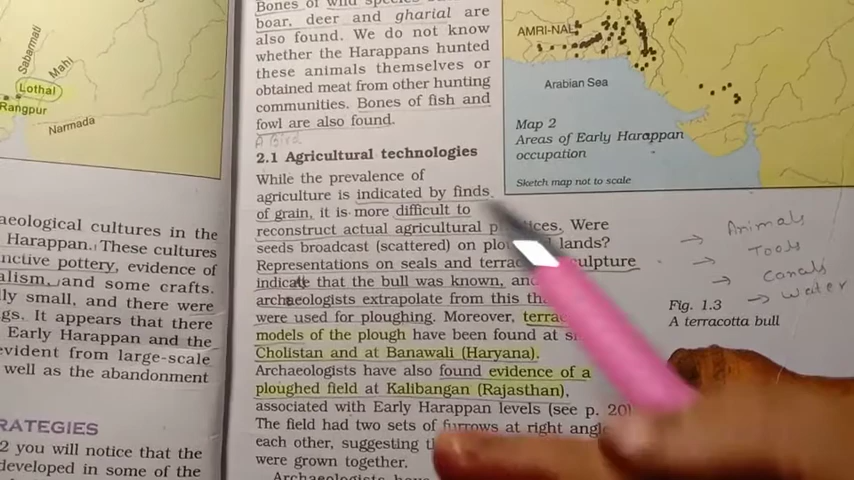 Sabarmati
Mahi
Lothal
Rangpur
Narmada
aeological cultures in the
Harappan. These cultures
nctive pottery, evidence of
alism, and some crafts.
lly small, and there were
gs. It appears that there
Early Harappan and the
evident from large-scale
well as the abandonment
RATEGIES
2 you will notice that the
developed in some of the
Bones of wild species
boar, deer and gharial are
also found. We do not know
whether the Harappans hunted
these animals themselves or
obtained meat from other hunting
communities. Bones of fish and
fowl are also found.
A Bird
2.1 Agricultural technologies
While the prevalence of
agriculture is indicated by finds
of grain, it is more difficult to
reconstruct actual agricultural Were
seeds broadcast (scattered) on lands?
Representations on seals and
indicate that the bull was known,
archaeologists extrapolate from this
were used for ploughing. Moreover,
models of the plough have been found at
Cholistan and at Banawali (Haryana).
Archaeologists have also found evidence of a
ploughed field at Kalibangan (Rajasthan),
associated with Early Harappan levels (see p. 20)
The field had two sets of furrows at right
each other, suggesting
were grown together.
Archaeologists have
AMRI-NAL
Arabian Sea
Map 2
Areas of Early Harappan
occupation
Sketch map not to scale
→ Animals
→ Tools
→ Canals
→ Water
Fig. 1.3
A terracotta bull